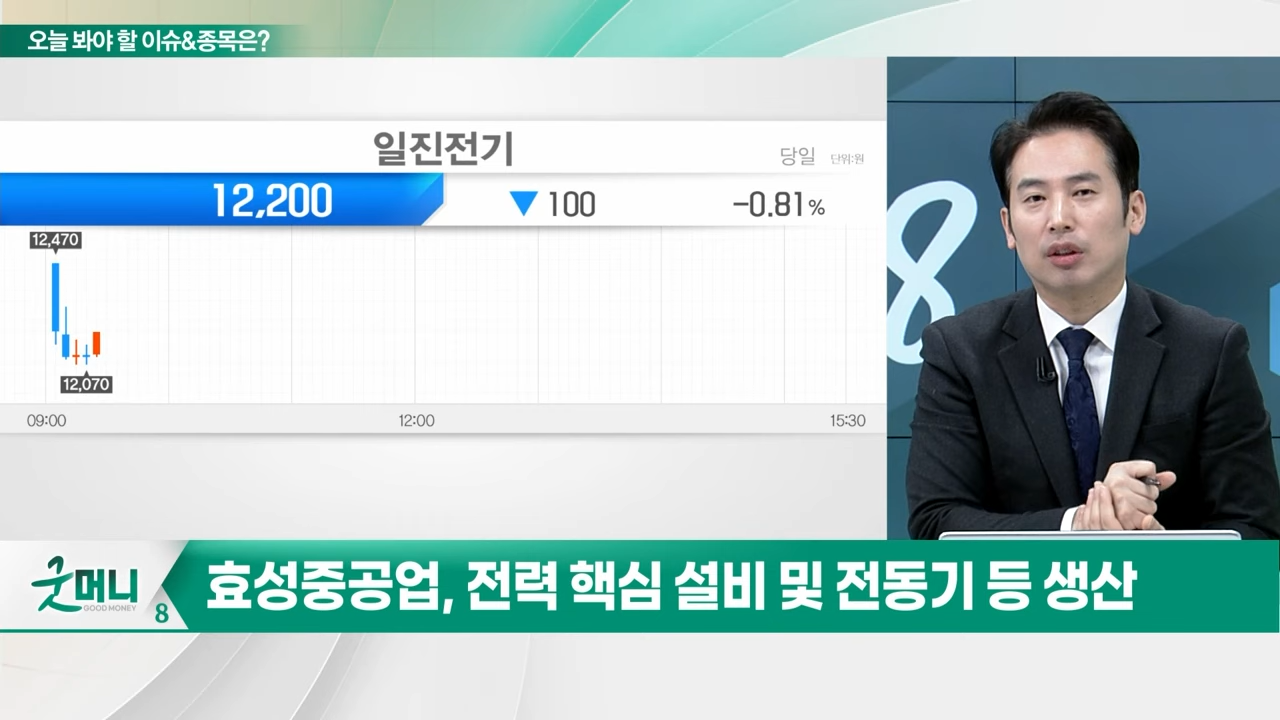 오늘 봐야 할 이슈&종목은?
일진전기
당일 단위:원
12,200 ▼ 100 -0.81%
12,470
12,070
09:00 12:00 15:30
8
굿머니
GOOD MONEY
8
효성중공업, 전력 핵심 설비 및 전동기 등 생산